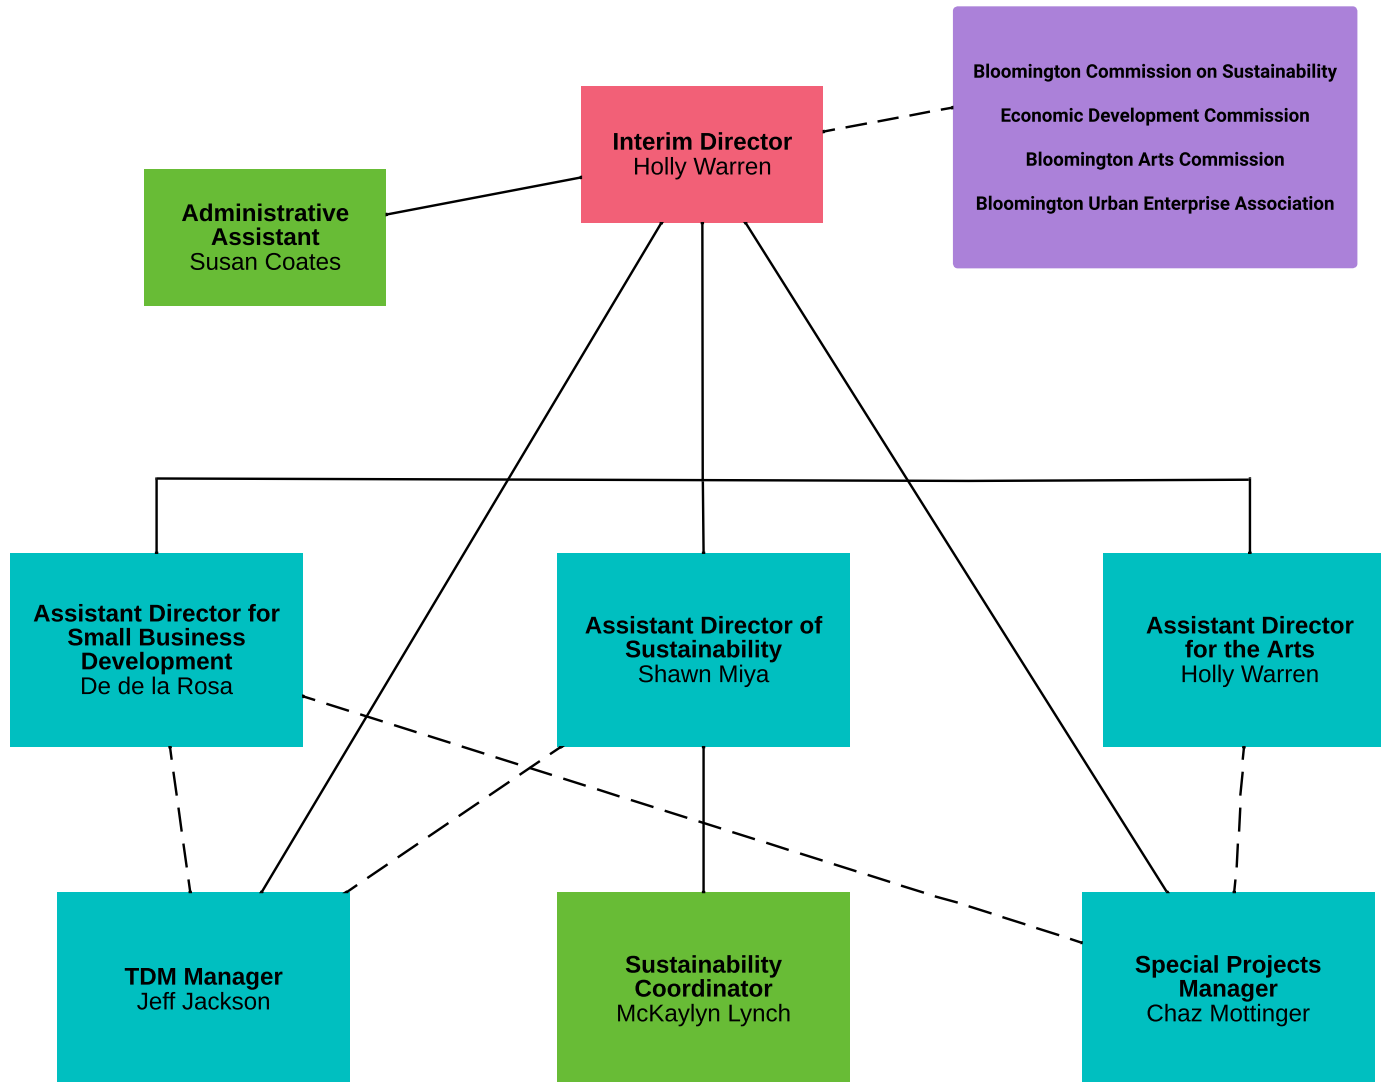 Bloomington Commission on Sustainability
Economic Development Commission
Bloomington Arts Commission
Bloomington Urban Enterprise Association
Interim Director
Holly Warren
Administrative
Assistant
Susan Coates
Assistant Director for
Small Business
Development
De de la Rosa
Assistant Director of
Sustainability
Shawn Miya
Assistant Director
for the Arts
Holly Warren
TDM Manager
Jeff Jackson
Sustainability
Coordinator
McKaylyn Lynch
Special Projects
Manager
Chaz Mottinger